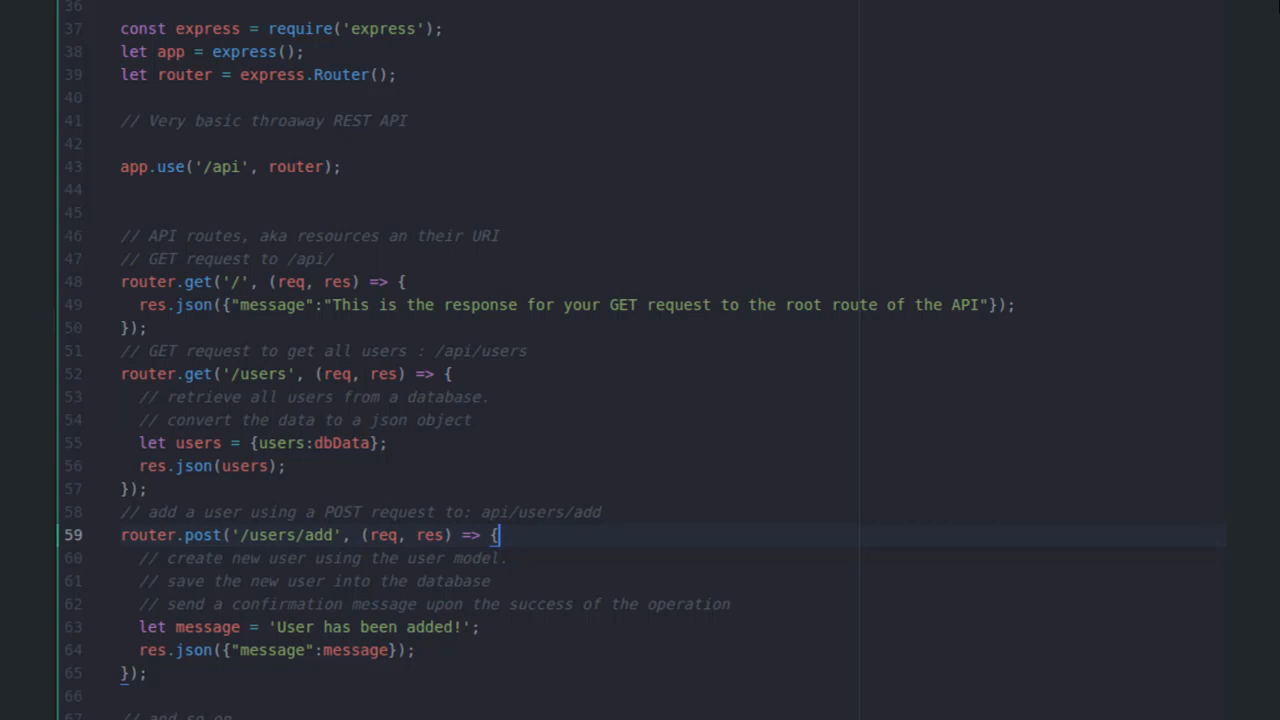 36
37 const express = require('express');
38 let app = express();
39 let router = express.Router();
40
41 // Very basic throaway REST API
42
43 app.use('/api', router);
44
45
46 // API routes, aka resources an their URI
47 // GET request to /api/
48 router.get('/', (req, res) => {
49   res.json({"message":"This is the response for your GET request to the root route of the API"});
50 });
51 // GET request to get all users : /api/users
52 router.get('/users', (req, res) => {
53   // retrieve all users from a database.
54   // convert the data to a json object
55   let users = {users:dbData};
56   res.json(users);
57 });
58 // add a user using a POST request to: api/users/add
59 router.post('/users/add', (req, res) => {
60   // create new user using the user model.
61   // save the new user into the database
62   // send a confirmation message upon the success of the operation
63   let message = 'User has been added!';
64   res.json({"message":message});
65 });
66
67 // and so on